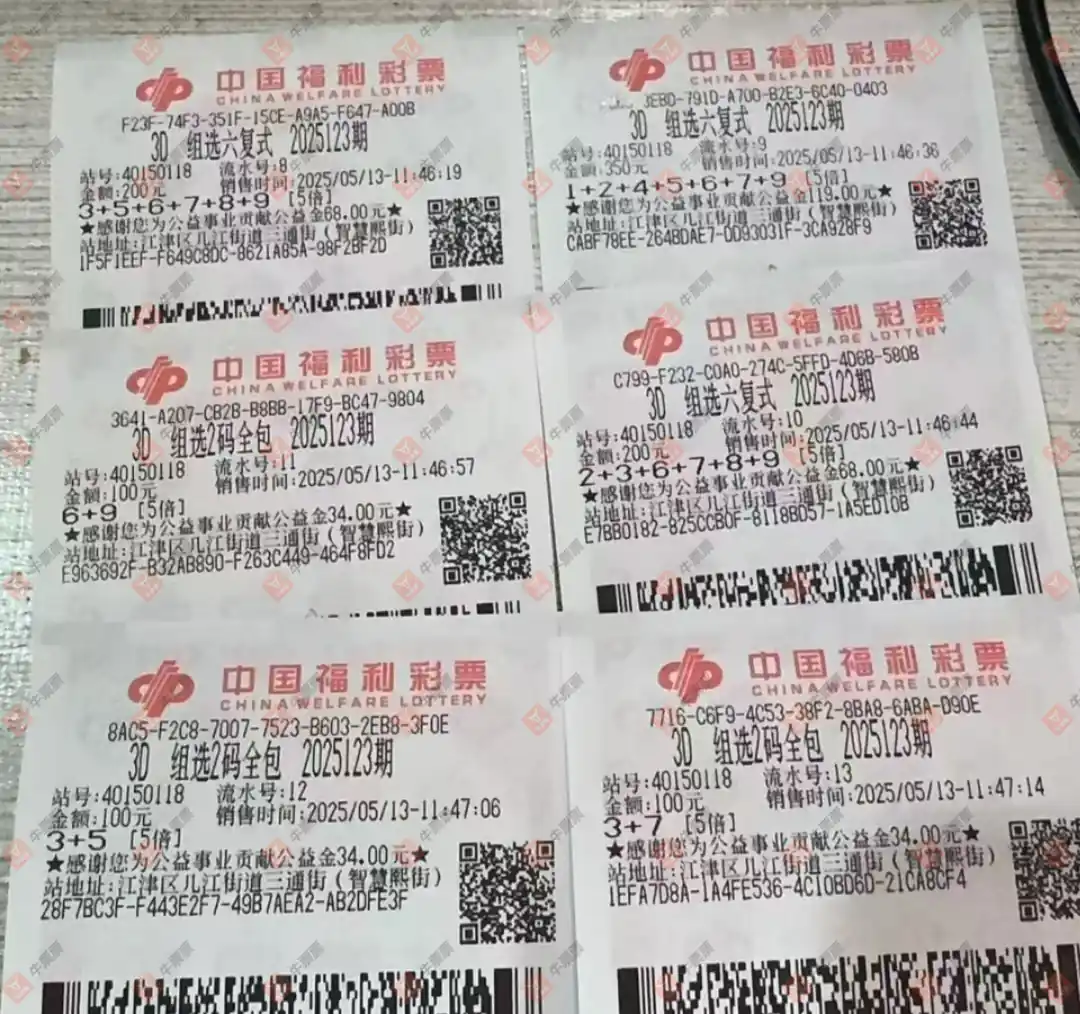 中国福利彩票
CHINA WELFARE LOTTERY
F23F-74F3-351F-15CE-A9A5-F647-A00B
3D 组选六复式 2025123期
站号:40150118 流水号:8
金额:200元 销售时间:2025/05/13-11:46:19
3+5+6+7+8+9 [5倍]
★感谢您为公益事业贡献公益金68.00元★
站地址:江津区几江街道三通街(智慧熙街)
1F5F1EEF-F649C8DC-8621A85A-98F2BF2D
中国福利彩票
CHINA WELFARE LOTTERY
3EBD-791D-A700-B2E3-6C4D-0403
3D 组选六复式 2025123期
站号:40150118 流水号:9
金额:350元 销售时间:2025/05/13-11:46:36
1+2+4+5+6+7+9 [5倍]
★感谢您为公益事业贡献公益金119.00元★
站地址:江津区几江街道三通街(智慧熙街)
CABF78EE-264BDAE7-0D93031F-3CA928F9
中国福利彩票
CHINA WELFARE LOTTERY
3641-A207-CB2B-B8BB-17F9-BC47-9804
3D 组选2码全包 2025123期
站号:40150118 流水号:11
金额:100元 销售时间:2025/05/13-11:46:57
6+9 [5倍]
★感谢您为公益事业贡献公益金34.00元★
站地址:江津区几江街道三通街(智慧熙街)
E963692F-B32AB890-F263C449-464F8FD2
中国福利彩票
CHINA WELFARE LOTTERY
C799-F232-C0A0-274C-5FFD-4D6B-580B
3D 组选六复式 2025123期
站号:40150118 流水号:10
金额:200元 销售时间:2025/05/13-11:46:44
2+3+6+7+8+9 [5倍]
★感谢您为公益事业贡献公益金68.00元★
站地址:江津区几江街道三通街(智慧熙街)
E7BB0182-825CCB0F-8118BD57-1A5ED10B
中国福利彩票
CHINA WELFARE LOTTERY
8AC5-F2C8-7007-7523-B603-2EB8-3F0E
3D 组选2码全包 2025123期
站号:40150118 流水号:12
金额:100元 销售时间:2025/05/13-11:47:06
3+5 [5倍]
★感谢您为公益事业贡献公益金34.00元★
站地址:江津区几江街道三通街(智慧熙街)
28F7BC3F-F443E2F7-49B7AEA2-AB2DFE3F
中国福利彩票
CHINA WELFARE LOTTERY
7716-C6F9-4C53-38F2-8BA8-6ABA-D90E
3D 组选2码全包 2025123期
站号:40150118 流水号:13
金额:100元 销售时间:2025/05/13-11:47:14
3+7 [5倍]
★感谢您为公益事业贡献公益金34.00元★
站地址:江津区几江街道三通街(智慧熙街)
1EFA7D8A-1A4FE536-4C10BD6D-21CA8CF4